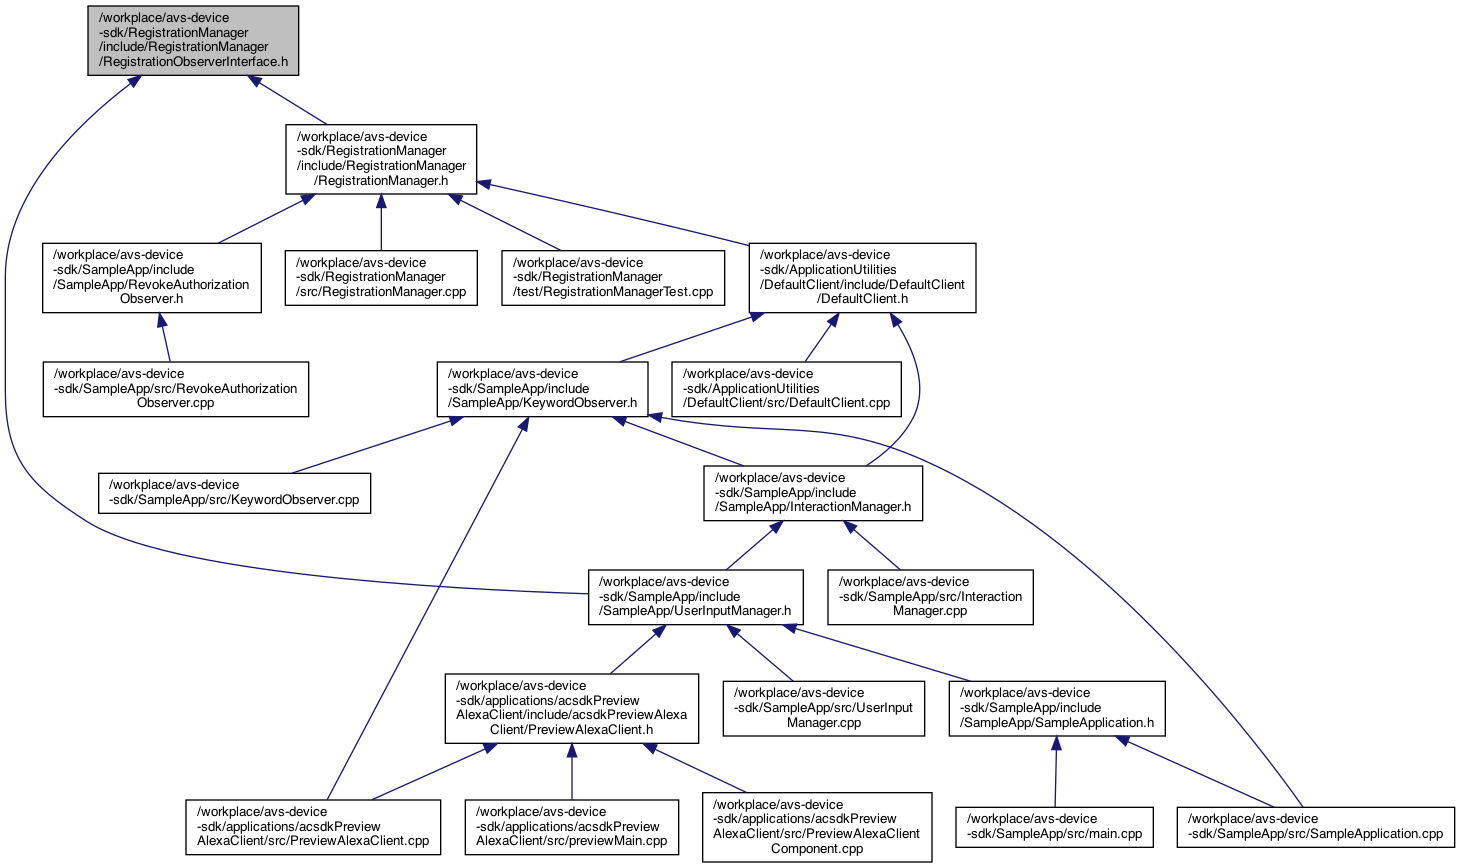 /workplace/avs-device
-sdk/RegistrationManager
/include/RegistrationManager
/RegistrationObserverInterface.h
/workplace/avs-device
-sdk/RegistrationManager
/include/RegistrationManager
/RegistrationManager.h
/workplace/avs-device
-sdk/SampleApp/include
/SampleApp/RevokeAuthorization
Observer.h
/workplace/avs-device
-sdk/RegistrationManager
/src/RegistrationManager.cpp
/workplace/avs-device
-sdk/RegistrationManager
/test/RegistrationManagerTest.cpp
/workplace/avs-device
-sdk/ApplicationUtilities
/DefaultClient/include/DefaultClient
/DefaultClient.h
/workplace/avs-device
-sdk/SampleApp/src/RevokeAuthorization
Observer.cpp
/workplace/avs-device
-sdk/SampleApp/include
/SampleApp/KeywordObserver.h
/workplace/avs-device
-sdk/ApplicationUtilities
/DefaultClient/src/DefaultClient.cpp
/workplace/avs-device
-sdk/SampleApp/src/KeywordObserver.cpp
/workplace/avs-device
-sdk/SampleApp/include
/SampleApp/InteractionManager.h
/workplace/avs-device
-sdk/SampleApp/include
/SampleApp/UserInputManager.h
/workplace/avs-device
-sdk/SampleApp/src/Interaction
Manager.cpp
/workplace/avs-device
-sdk/applications/acsdkPreview
AlexaClient/include/acsdkPreviewAlexa
Client/PreviewAlexaClient.h
/workplace/avs-device
-sdk/SampleApp/src/UserInput
Manager.cpp
/workplace/avs-device
-sdk/SampleApp/include
/SampleApp/SampleApplication.h
/workplace/avs-device
-sdk/applications/acsdkPreview
AlexaClient/src/PreviewAlexaClient.cpp
/workplace/avs-device
-sdk/applications/acsdkPreview
AlexaClient/src/previewMain.cpp
/workplace/avs-device
-sdk/applications/acsdkPreview
AlexaClient/src/PreviewAlexaClient
Component.cpp
/workplace/avs-device
-sdk/SampleApp/src/main.cpp
/workplace/avs-device
-sdk/SampleApp/src/SampleApplication.cpp